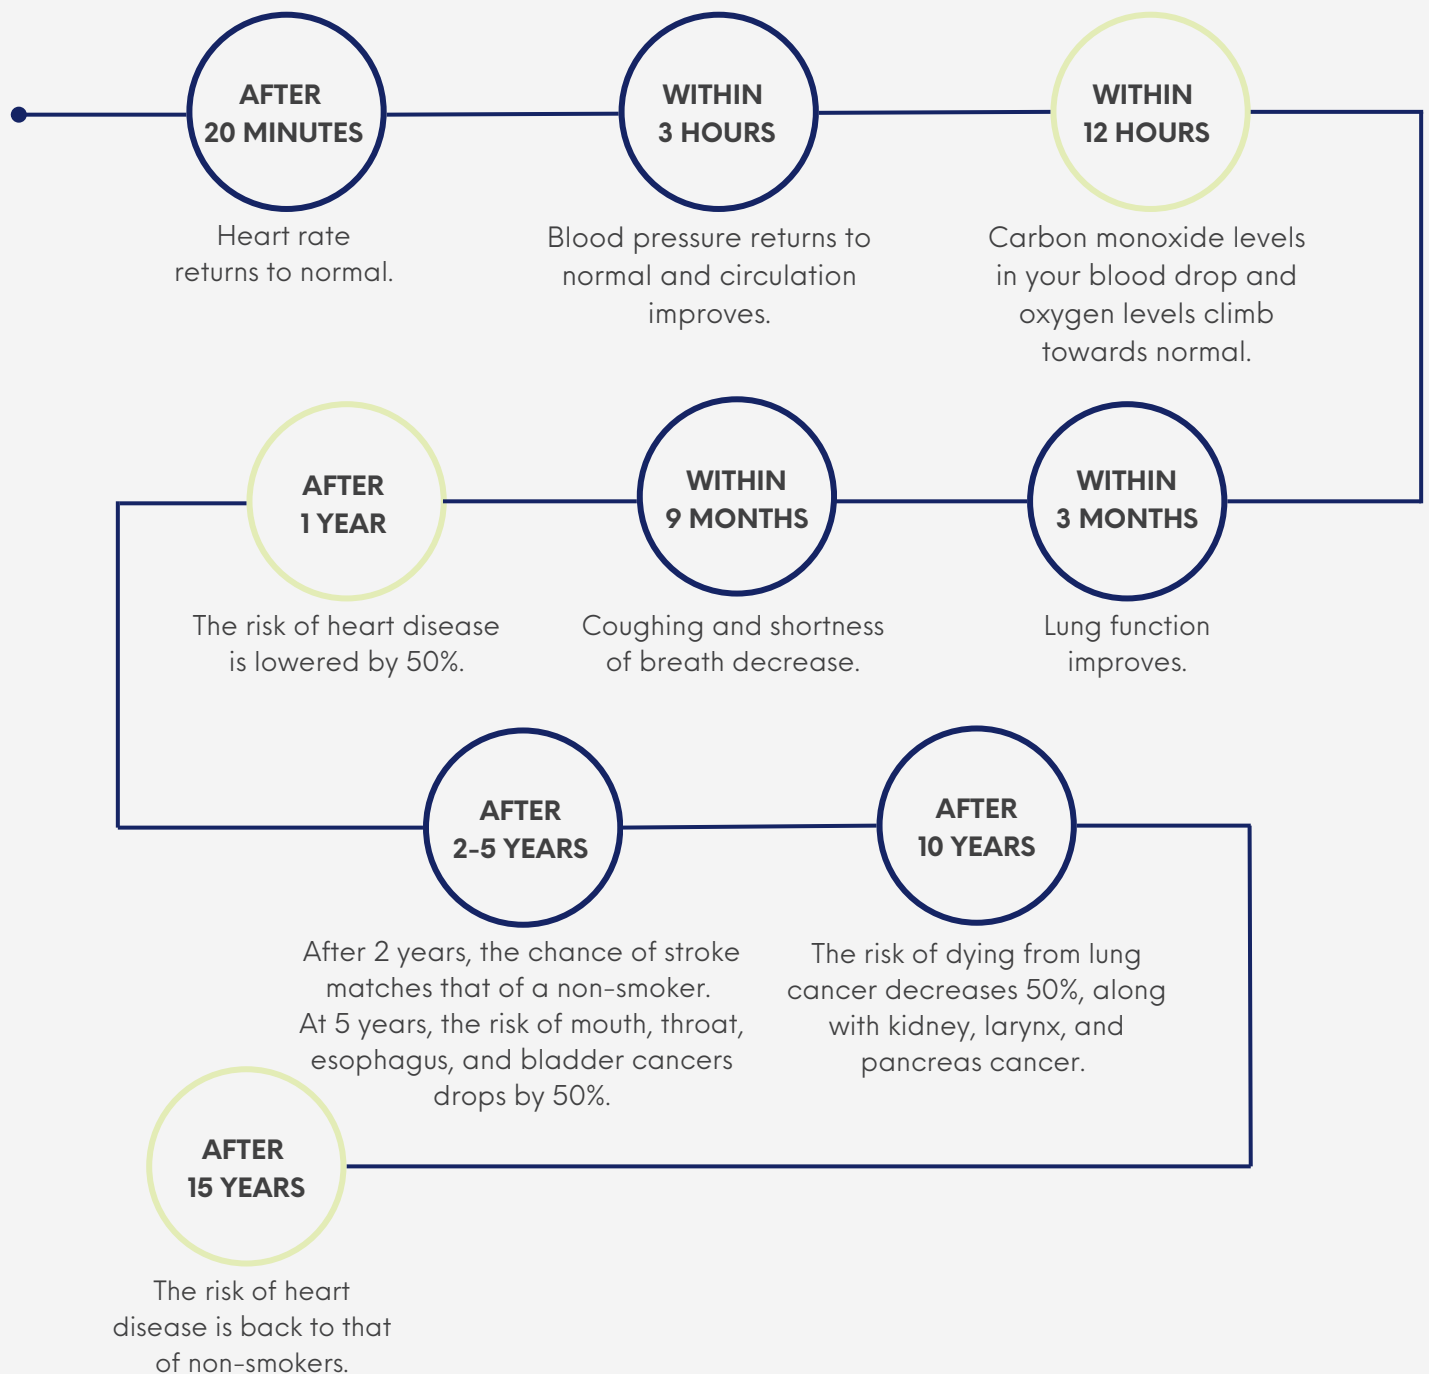 AFTER
20 MINUTES
Heart rate
returns to normal.
WITHIN
3 HOURS
Blood pressure returns to
normal and circulation
improves.
WITHIN
12 HOURS
Carbon monoxide levels
in your blood drop and
oxygen levels climb
towards normal.
WITHIN
3 MONTHS
Lung function
improves.
WITHIN
9 MONTHS
Coughing and shortness
of breath decrease.
AFTER
1 YEAR
The risk of heart disease
is lowered by 50%.
AFTER
2-5 YEARS
After 2 years, the chance of stroke
matches that of a non-smoker.
At 5 years, the risk of mouth, throat,
esophagus, and bladder cancers
drops by 50%.
AFTER
10 YEARS
The risk of dying from lung
cancer decreases 50%, along
with kidney, larynx, and
pancreas cancer.
AFTER
15 YEARS
The risk of heart
disease is back to that
of non-smokers.